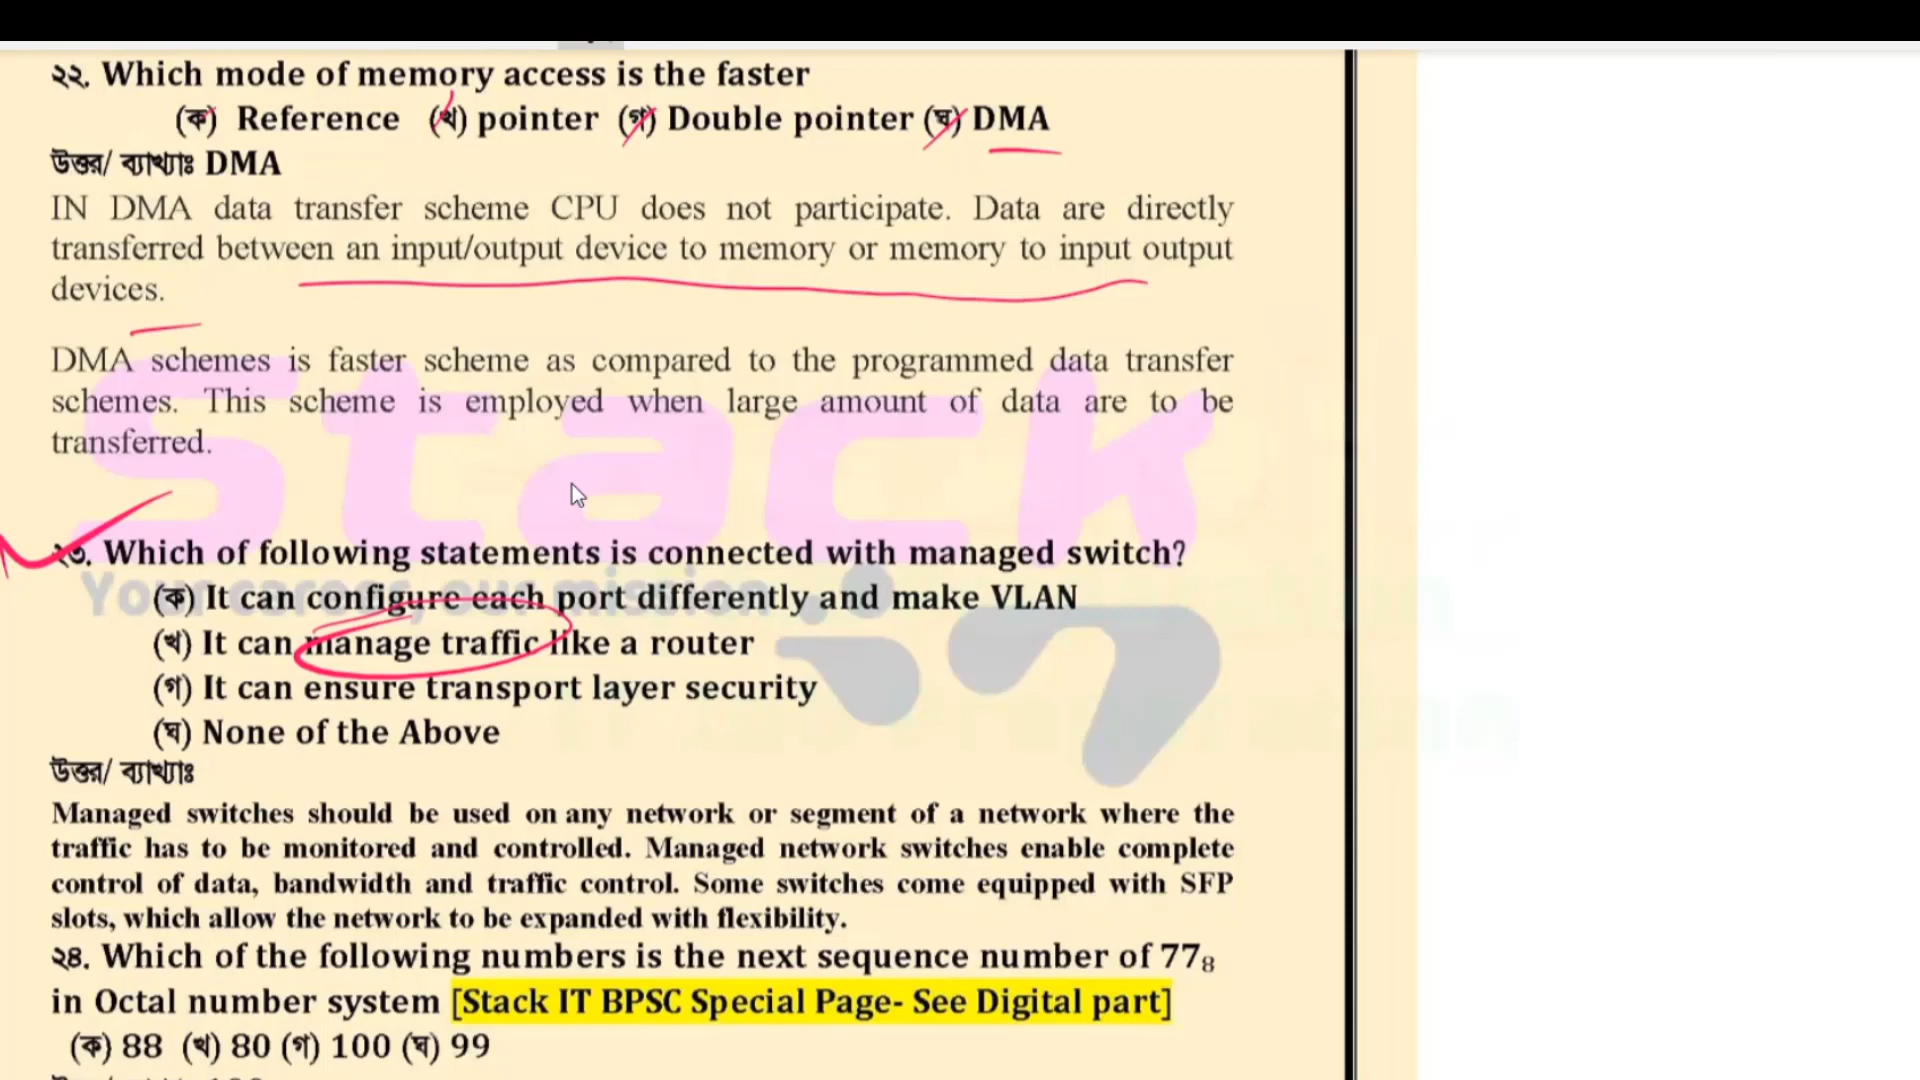 ২২. Which mode of memory access is the faster
(ক) Reference (খ) pointer (গ) Double pointer (ঘ) DMA
উত্তর/ ব্যাখ্যাঃ DMA
IN DMA data transfer scheme CPU does not participate. Data are directly
transferred between an input/output device to memory or memory to input output
devices.
DMA schemes is faster scheme as compared to the programmed data transfer
schemes. This scheme is employed when large amount of data are to be
transferred.
Stack
২৩. Which of following statements is connected with managed switch?
Your career, our mission
(ক) It can configure each port differently and make VLAN
(খ) It can manage traffic like a router
(গ) It can ensure transport layer security
(ঘ) None of the Above
উত্তর/ ব্যাখ্যাঃ
Managed switches should be used on any network or segment of a network where the
traffic has to be monitored and controlled. Managed network switches enable complete
control of data, bandwidth and traffic control. Some switches come equipped with SFP
slots, which allow the network to be expanded with flexibility.
২৪. Which of the following numbers is the next sequence number of 77₈
in Octal number system [Stack IT BPSC Special Page- See Digital part]
(ক) 88 (খ) 80 (গ) 100 (ঘ) 99